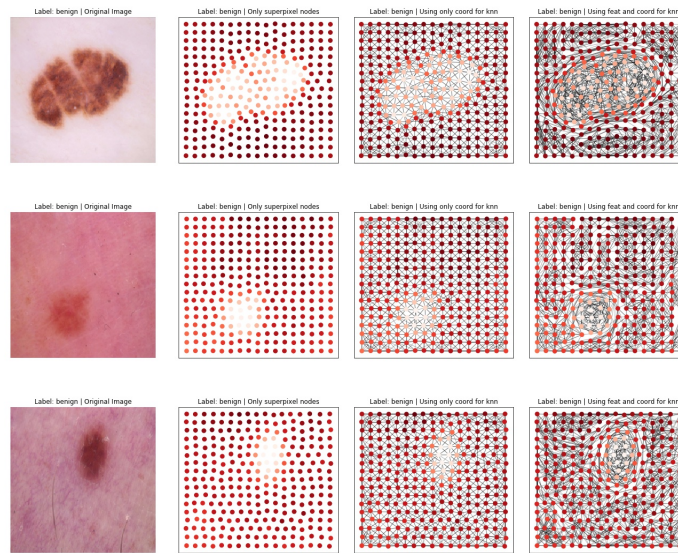 Label: benign | Original Image
Label: benign | Only superpixel nodes
Label: benign | Using only coord for knn
Label: benign | Using feat and coord for knn
Label: benign | Original Image
Label: benign | Only superpixel nodes
Label: benign | Using only coord for knn
Label: benign | Using feat and coord for knn
Label: benign | Original Image
Label: benign | Only superpixel nodes
Label: benign | Using only coord for knn
Label: benign | Using feat and coord for knn